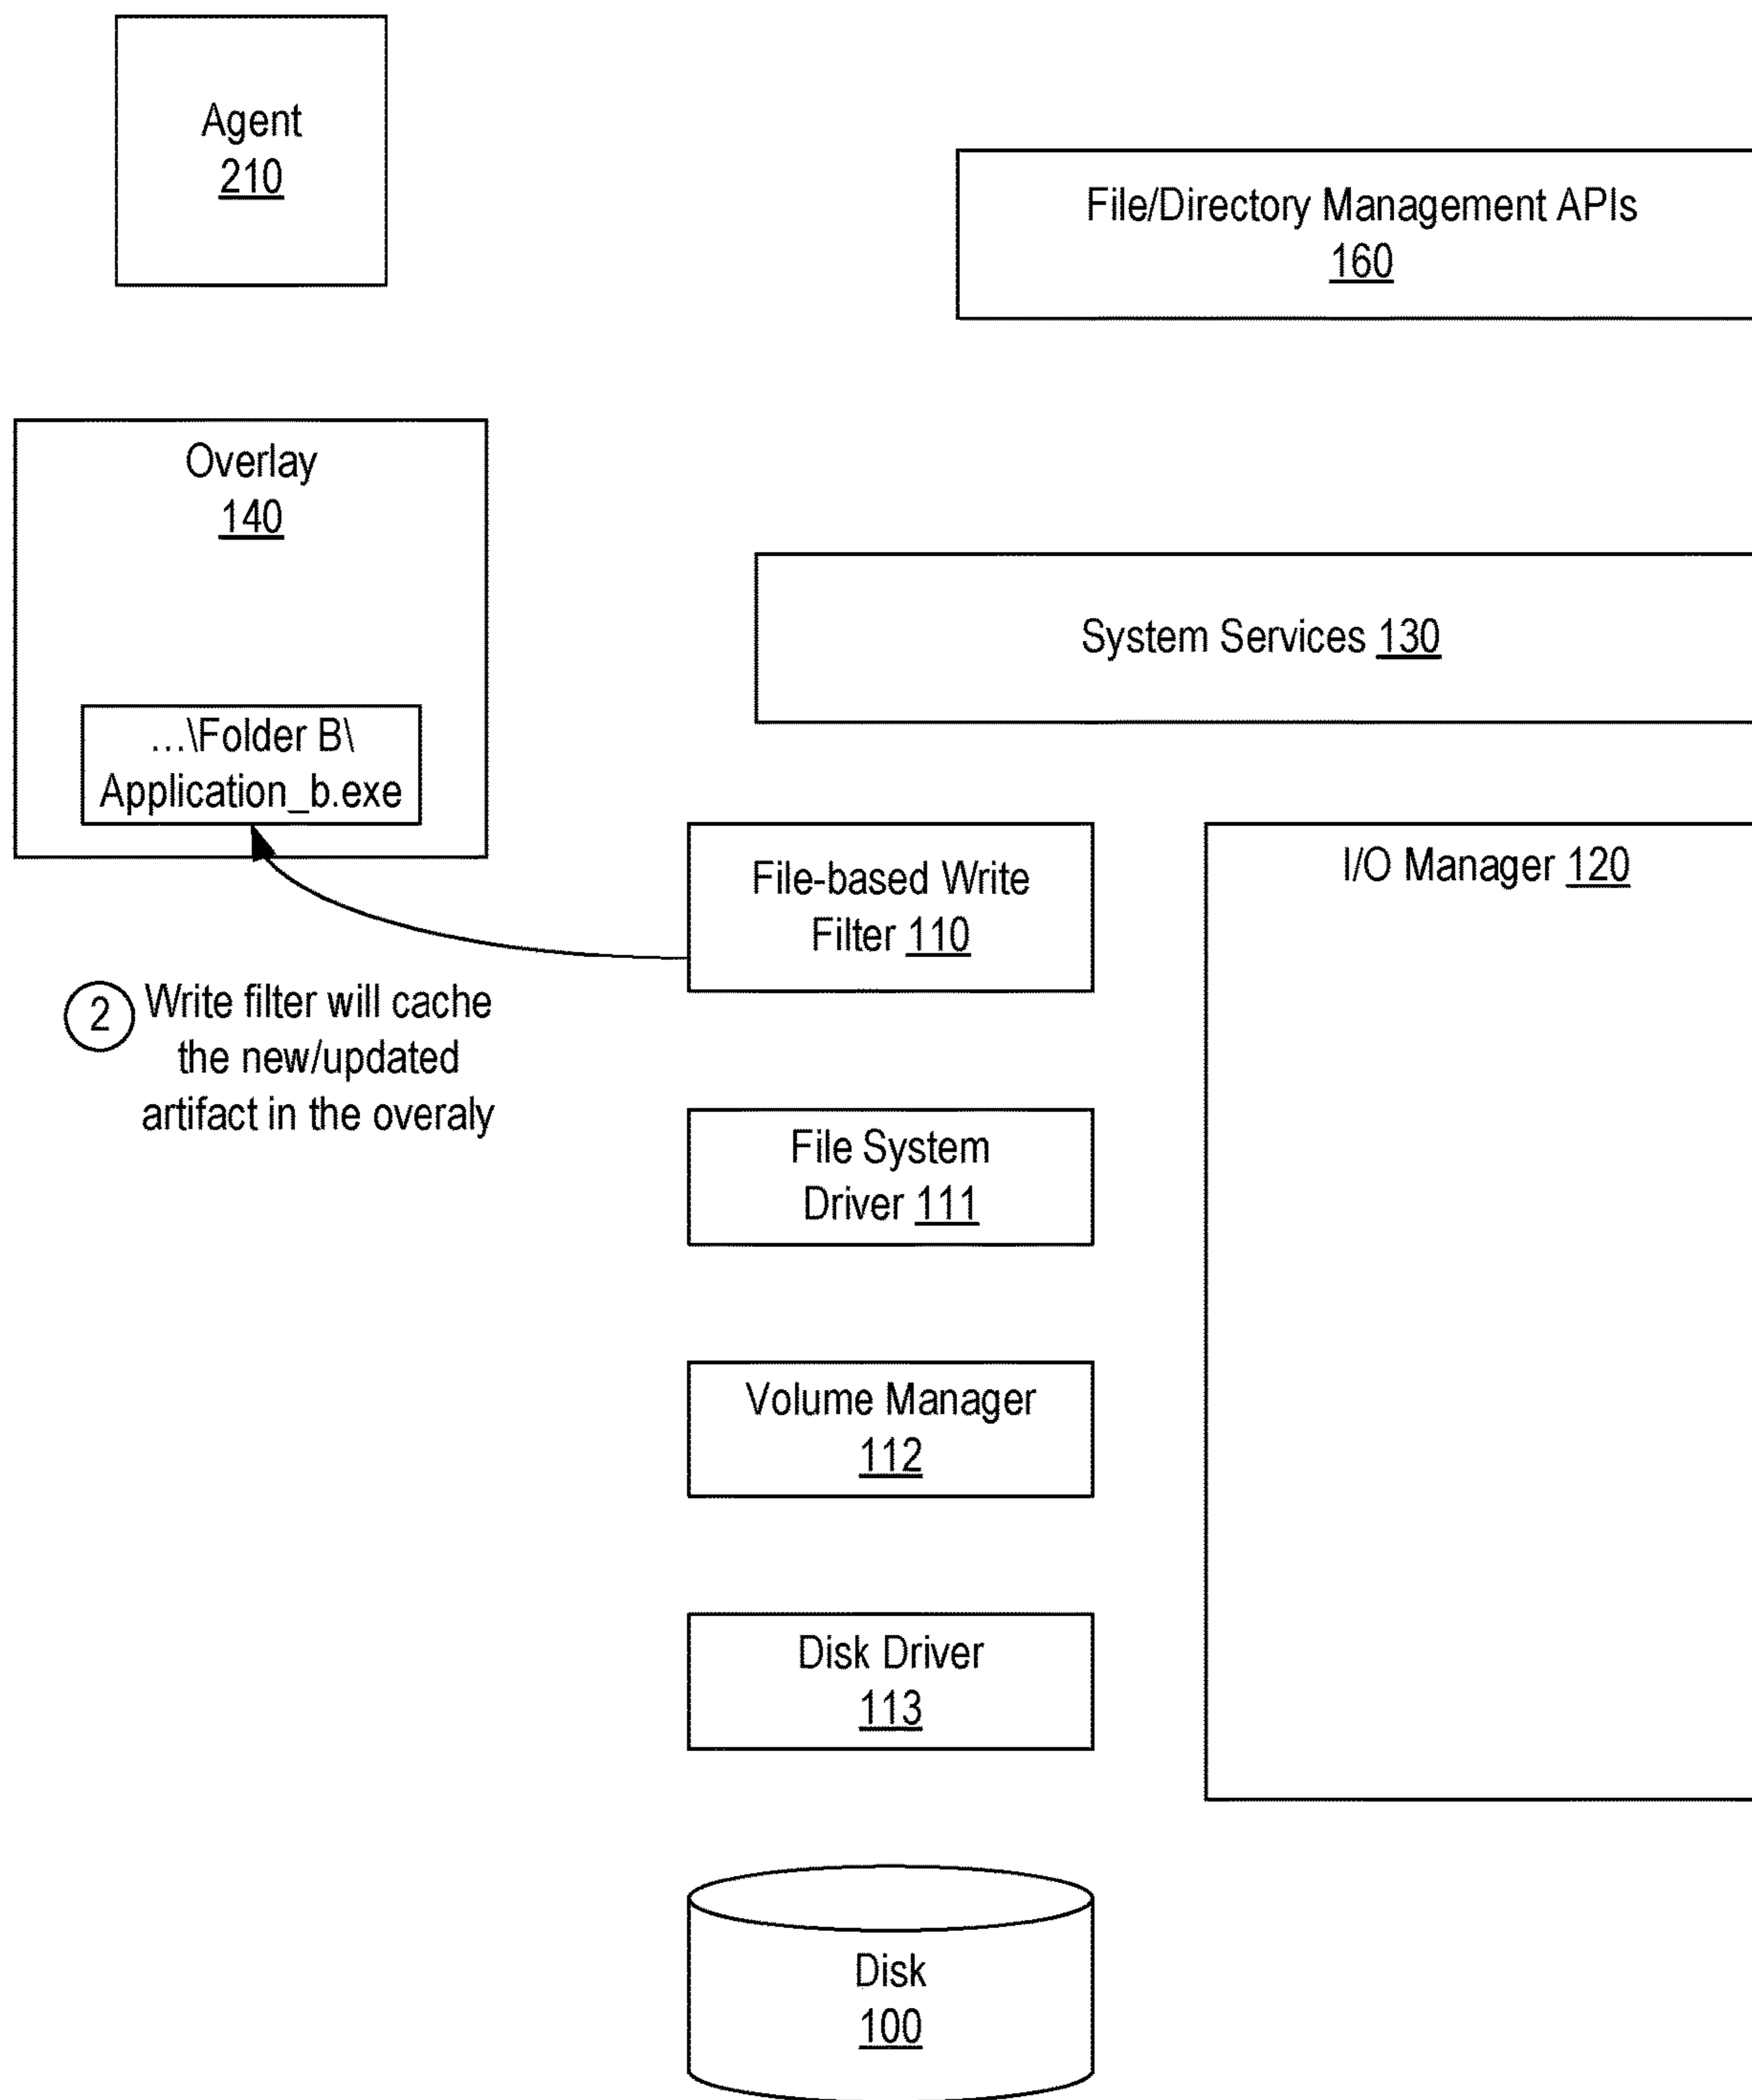 Agent
210
File/Directory Management APIs
160
Overlay
140
System Services 130
...\Folder B\
Application_b.exe
File-based Write
Filter 110
I/O Manager 120
2
Write filter will cache
the new/updated
artifact in the overaly
File System
Driver 111
Volume Manager
112
Disk Driver
113
Disk
100